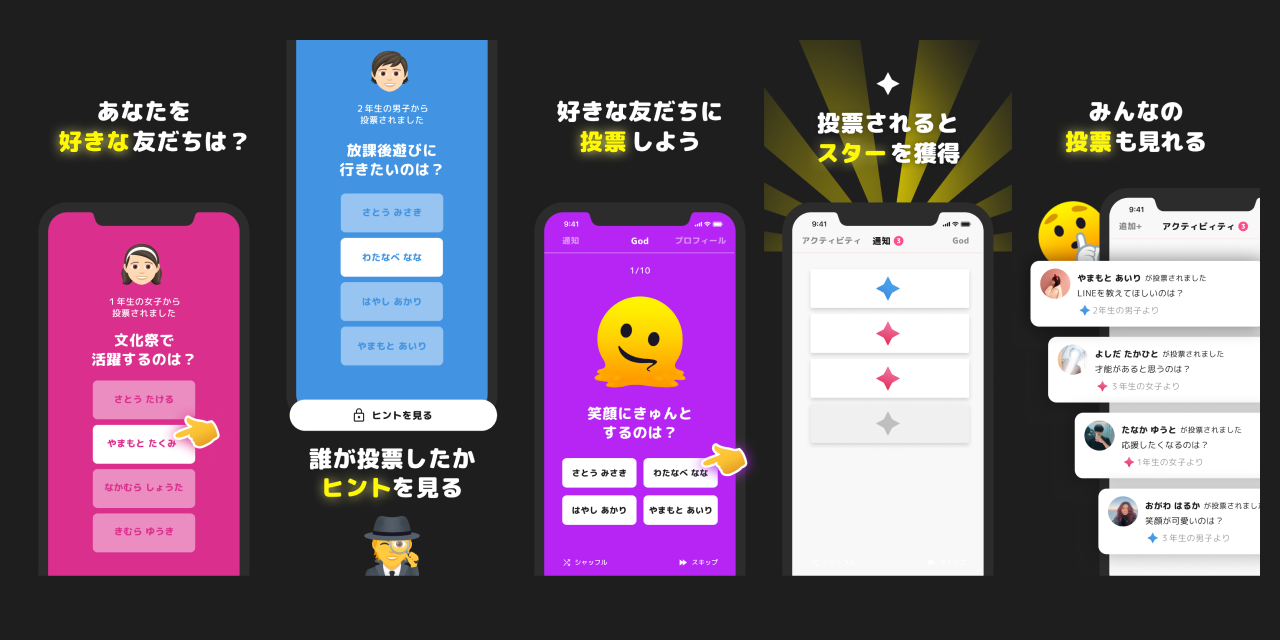 あなたを
好きな友だちは？
1年生の女子から
投票されました
文化祭で
活躍するのは？
さとう たける
やまもと たくみ
なかむら しょうた
きむら ゆうき
2年生の男子から
投票されました
放課後遊びに
行きたいのは？
さとう みさき
わたなべ なな
はやし あかり
やまもと あいり
ヒントを見る
誰が投票したか
ヒントを見る
好きな友だちに
投票しよう
9:41
通知 God プロフィール
1/10
笑顔にきゅんと
するのは？
さとう みさき わたなべ なな
はやし あかり やまもと あいり
シャッフル スキップ
投票されると
スターを獲得
9:41
アクティビティ 通知 3 God
みんなの
投票も見れる
9:41
追加+ アクティビィティ 3
やまもと あいり が投票されました
LINEを教えてほしいのは？
2年生の男子より
よしだ たかひと が投票されました
才能があると思うのは？
3年生の女子より
たなか ゆうと が投票されました
応援したくなるのは？
1年生の女子より
おがわ はるか が投票されまし
笑顔が可愛いのは？
3年生の男子より